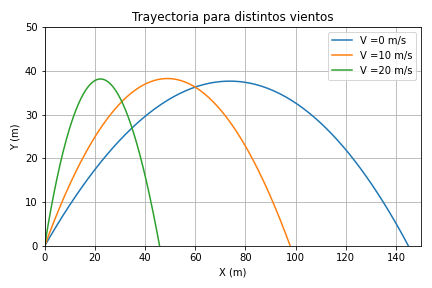 Trayectoria para distintos vientos
50
40
30
20
10
0
Y (m)
V =0 m/s
V =10 m/s
V =20 m/s
0 20 40 60 80 100 120 140
X (m)